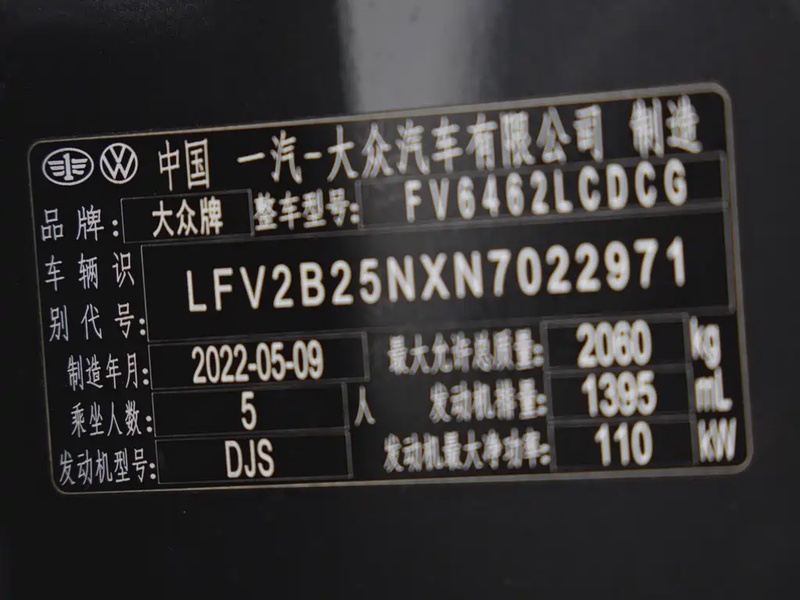 中国 一汽-大众汽车有限公司 制造
品牌: 大众牌 整车型号: FV6462LCDCG
车辆识别代号: LFV2B25NXN7022971
制造年月: 2022-05-09 最大允许总质量: 2060 kg
乘坐人数: 5 人 发动机排量: 1395 mL
发动机型号: DJS 发动机最大净功率: 110 kW